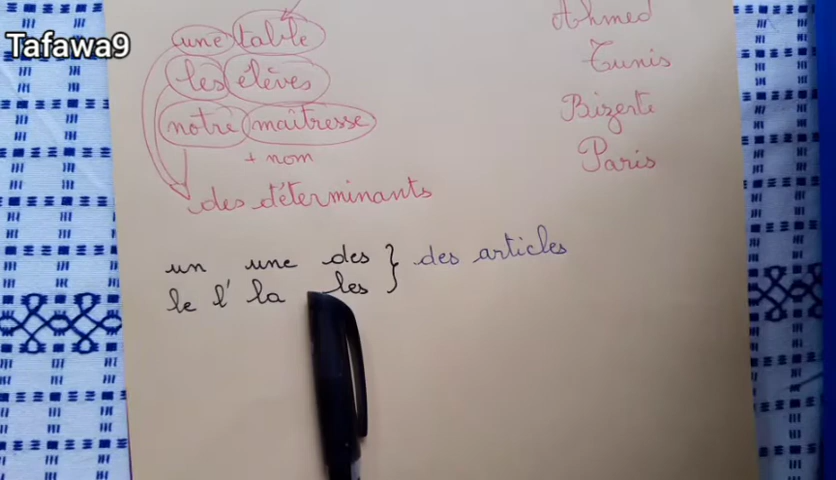 Tafawa9
une table
les élèves
notre maîtresse
+ nom
des déterminants
Ahmed
Tunis
Bizerte
Paris
un une des } des articles
le l' la les